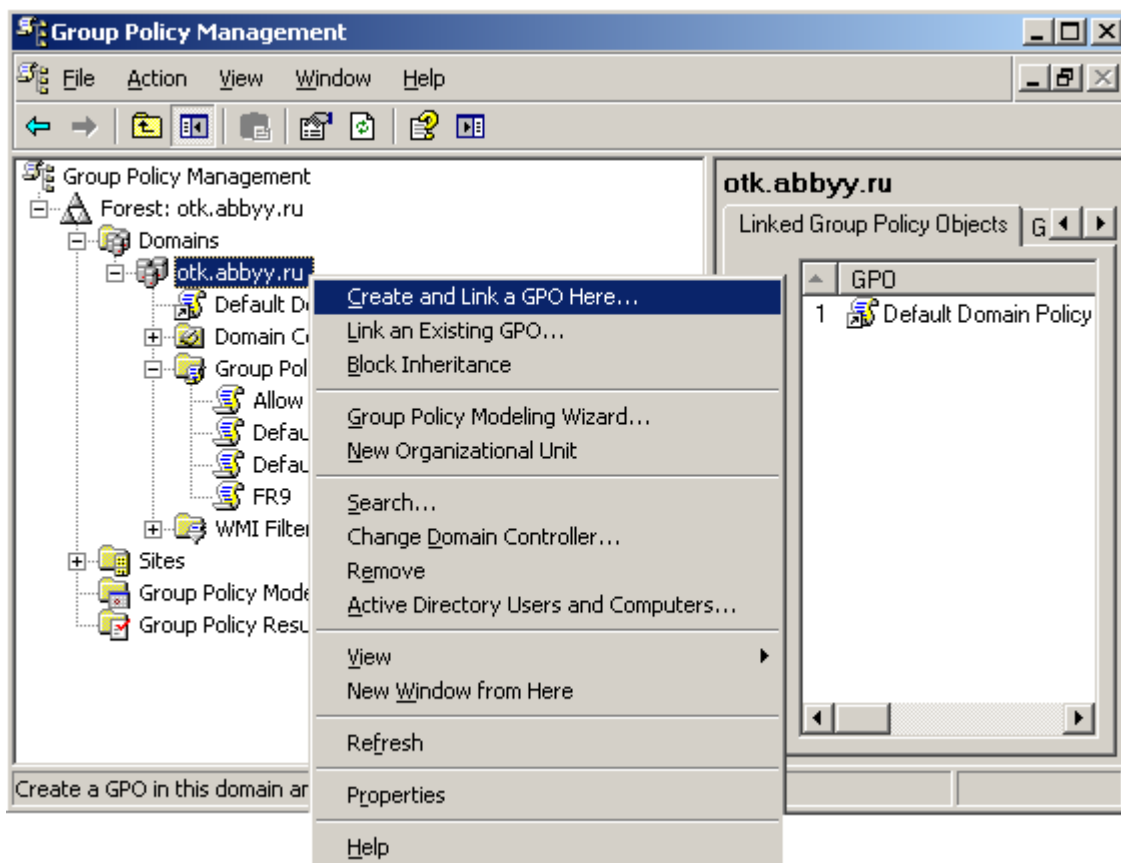 Group Policy Management
File Action View Window Help
Group Policy Management
Forest: otk.abbyy.ru
Domains
otk.abbyy.ru
Default D
Domain C
Group Pol
Allow
Defau
Defau
FR9
WMI Filter
Sites
Group Policy Mode
Group Policy Resu
Create and Link a GPO Here...
Link an Existing GPO...
Block Inheritance
Group Policy Modeling Wizard...
New Organizational Unit
Search...
Change Domain Controller...
Remove
Active Directory Users and Computers...
View
New Window from Here
Refresh
Properties
Help
otk.abbyy.ru
Linked Group Policy Objects G
GPO
1 Default Domain Policy
Create a GPO in this domain ar